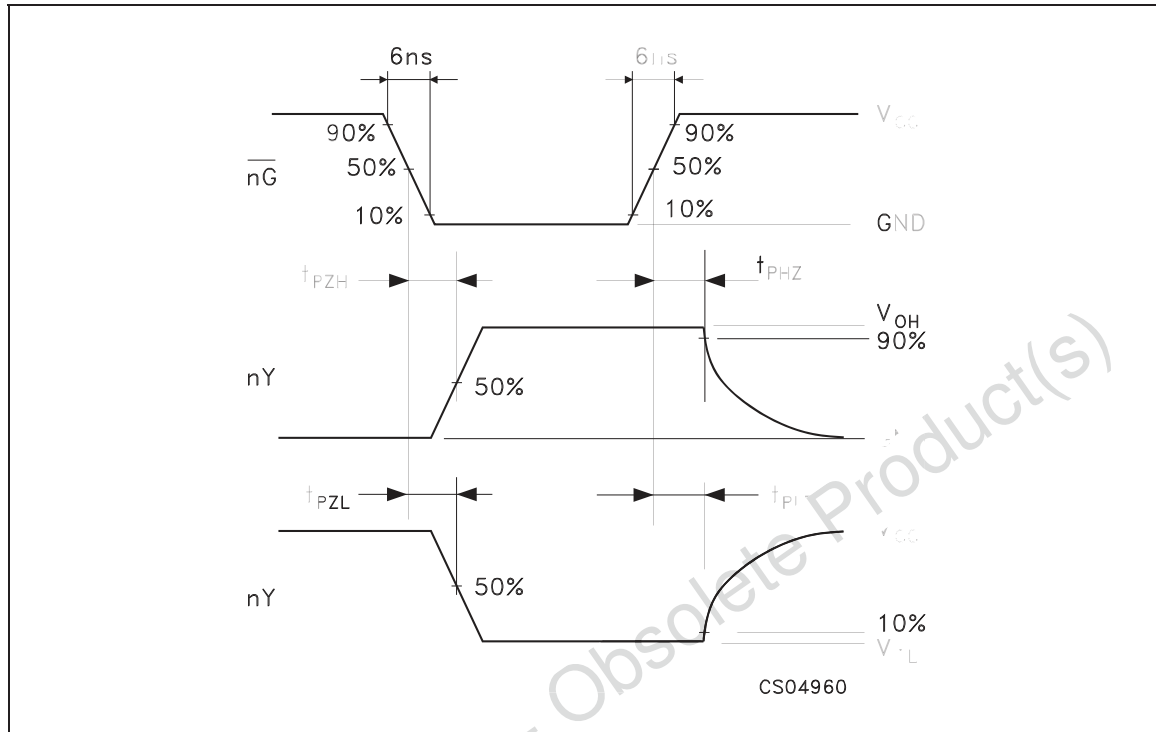 6ns 6ns
90% 90% V
nG 50% 50%
10% 10% GND
tPZH tPHZ
VOH
90%
nY 50%
tPZL
50%
nY
10%
CS04960
Obsolete Product(s)